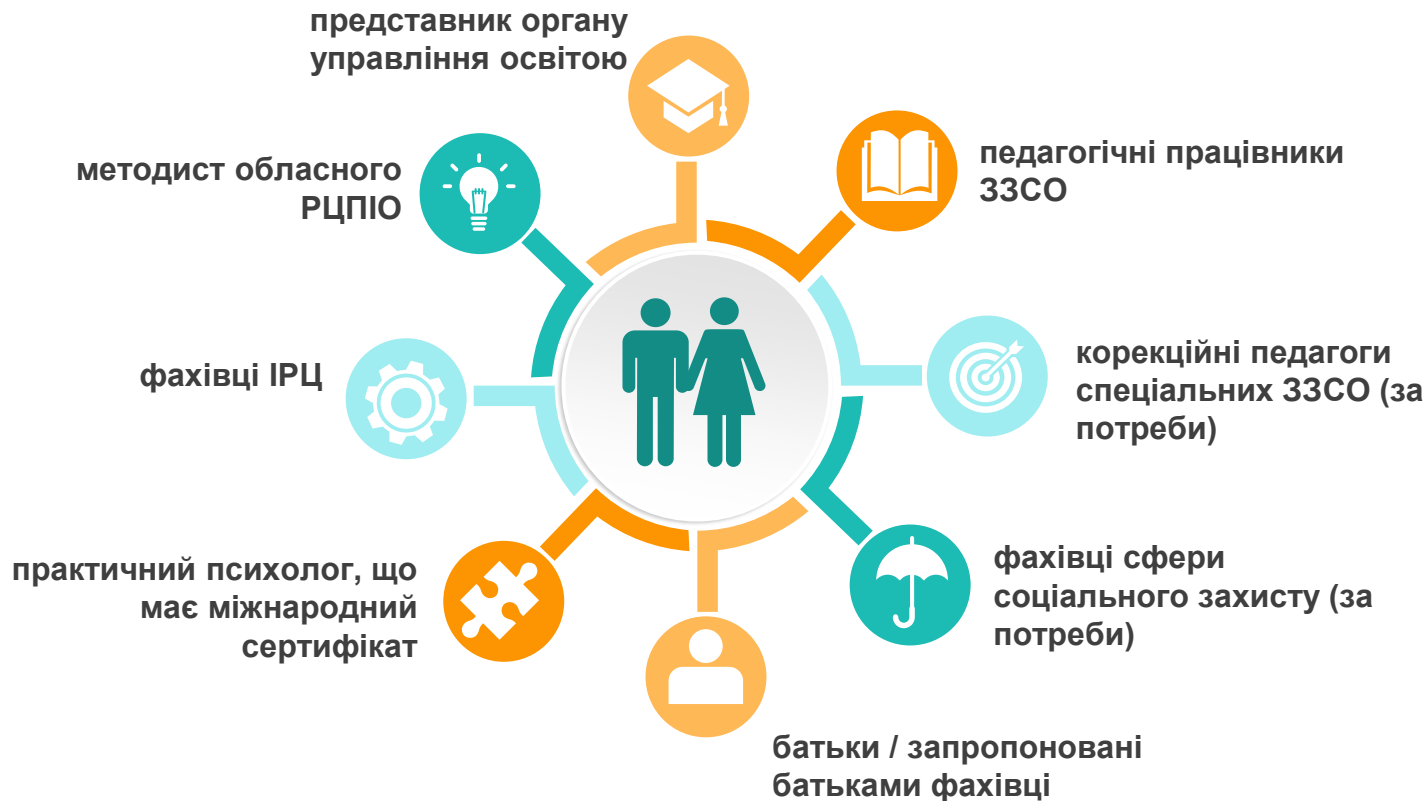 представник органу
управління освітою
педагогічні працівники
ЗЗСО
методист обласного
РЦПІО
корекційні педагоги
спеціальних ЗЗСО (за
потреби)
фахівці ІРЦ
фахівці сфери
соціального захисту (за
потреби)
практичний психолог, що
має міжнародний
сертифікат
батьки / запропоновані
батьками фахівці